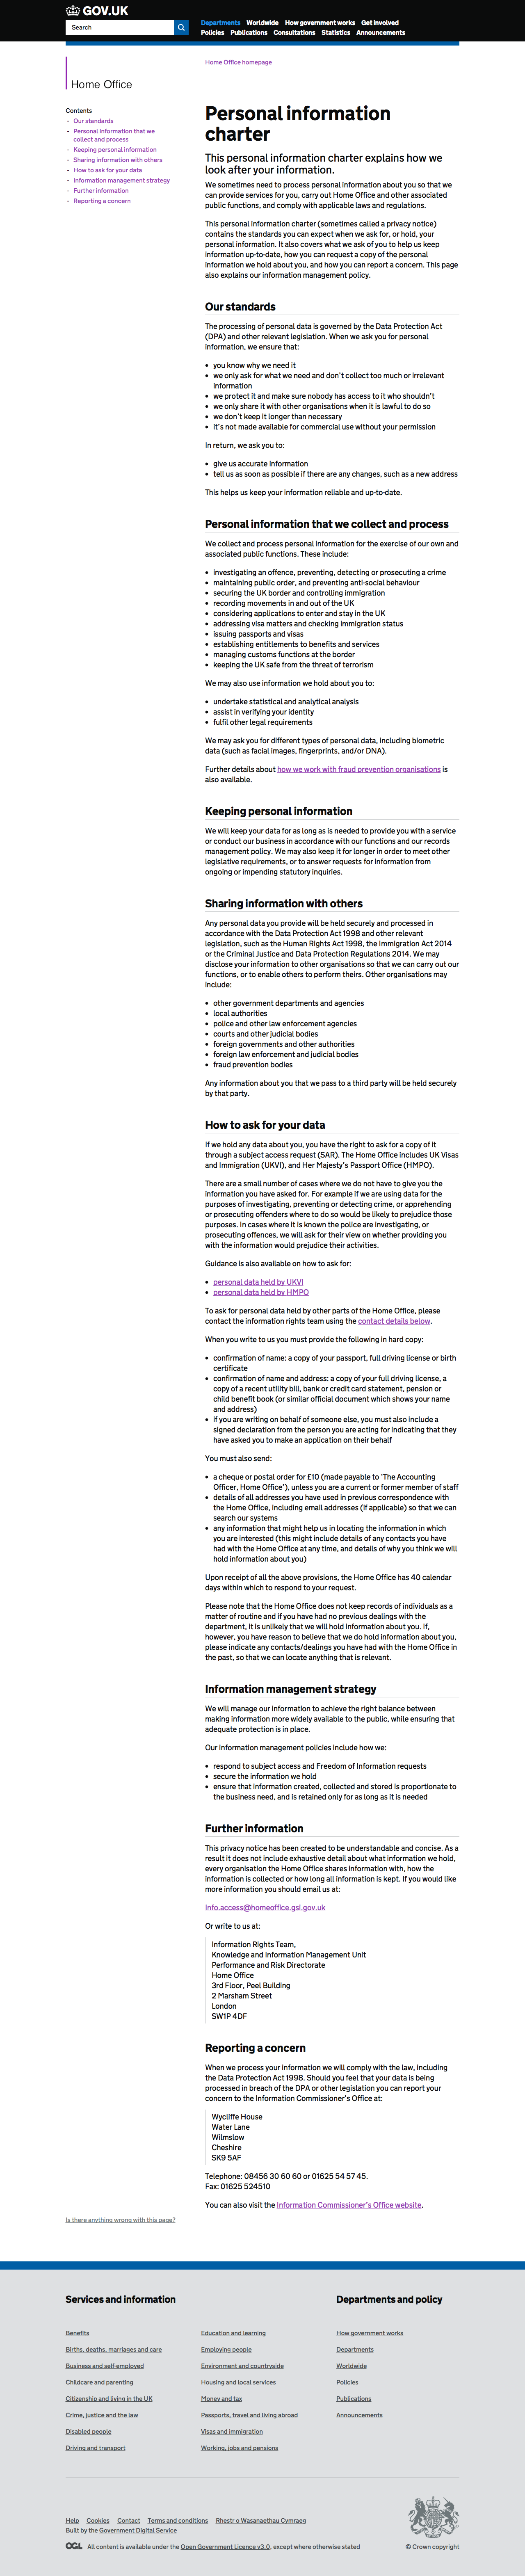 GOV.UK
Search
Departments Worldwide How government works Get involved
Policies Publications Consultations Statistics Announcements
Home Office
Home Office homepage
Contents
- Our standards
- Personal information that we
collect and process
- Keeping personal information
- Sharing information with others
- How to ask for your data
- Information management strategy
- Further information
- Reporting a concern
Personal information
charter
This personal information charter explains how we
look after your information.
We sometimes need to process personal information about you so that we
can provide services for you, carry out Home Office and other associated
public functions, and comply with applicable laws and regulations.
This personal information charter (sometimes called a privacy notice)
contains the standards you can expect when we ask for, or hold, your
personal information. It also covers what we ask of you to help us keep
information up-to-date, how you can request a copy of the personal
information we hold about you, and how you can report a concern. This page
also explains our information management policy.
Our standards
The processing of personal data is governed by the Data Protection Act
(DPA) and other relevant legislation. When we ask you for personal
information, we ensure that:
• you know why we need it
• we only ask for what we need and don't collect too much or irrelevant
information
• we protect it and make sure nobody has access to it who shouldn't
• we only share it with other organisations when it is lawful to do so
• we don't keep it longer than necessary
• it's not made available for commercial use without your permission
In return, we ask you to:
• give us accurate information
• tell us as soon as possible if there are any changes, such as a new address
This helps us keep your information reliable and up-to-date.
Personal information that we collect and process
We collect and process personal information for the exercise of our own and
associated public functions. These include:
• investigating an offence, preventing, detecting or prosecuting a crime
• maintaining public order, and preventing anti-social behaviour
• securing the UK border and controlling immigration
• recording movements in and out of the UK
• considering applications to enter and stay in the UK
• addressing visa matters and checking immigration status
• issuing passports and visas
• establishing entitlements to benefits and services
• managing customs functions at the border
• keeping the UK safe from the threat of terrorism
We may also use information we hold about you to:
• undertake statistical and analytical analysis
• assist in verifying your identity
• fulfil other legal requirements
We may ask you for different types of personal data, including biometric
data (such as facial images, fingerprints, and/or DNA).
Further details about how we work with fraud prevention organisations is
also available.
Keeping personal information
We will keep your data for as long as is needed to provide you with a service
or conduct our business in accordance with our functions and our records
management policy. We may also keep it for longer in order to meet other
legislative requirements, or to answer requests for information from
ongoing or impending statutory inquiries.
Sharing information with others
Any personal data you provide will be held securely and processed in
accordance with the Data Protection Act 1998 and other relevant
legislation, such as the Human Rights Act 1998, the Immigration Act 2014
or the Criminal Justice and Data Protection Regulations 2014. We may
disclose your information to other organisations so that we can carry out our
functions, or to enable others to perform theirs. Other organisations may
include:
• other government departments and agencies
• local authorities
• police and other law enforcement agencies
• courts and other judicial bodies
• foreign governments and other authorities
• foreign law enforcement and judicial bodies
• fraud prevention bodies
Any information about you that we pass to a third party will be held securely
by that party.
How to ask for your data
If we hold any data about you, you have the right to ask for a copy of it
through a subject access request (SAR). The Home Office includes UK Visas
and Immigration (UKVI), and Her Majesty's Passport Office (HMPO).
There are a small number of cases where we do not have to give you the
information you have asked for. For example if we are using data for the
purposes of investigating, preventing or detecting crime, or apprehending
or prosecuting offenders where to do so would be likely to prejudice those
purposes. In cases where it is known the police are investigating, or
prosecuting offences, we will ask for their view on whether providing you
with the information would prejudice their activities.
Guidance is also available on how to ask for:
• personal data held by UKVI
• personal data held by HMPO
To ask for personal data held by other parts of the Home Office, please
contact the information rights team using the contact details below.
When you write to us you must provide the following in hard copy:
• confirmation of name: a copy of your passport, full driving license or birth
certificate
• confirmation of name and address: a copy of your full driving license, a
copy of a recent utility bill, bank or credit card statement, pension or
child benefit book (or similar official document which shows your name
and address)
• if you are writing on behalf of someone else, you must also include a
signed declaration from the person you are acting for indicating that they
have asked you to make an application on their behalf
You must also send:
• a cheque or postal order for £10 (made payable to 'The Accounting
Officer, Home Office'), unless you are a current or former member of staff
• details of all addresses you have used in previous correspondence with
the Home Office, including email addresses (if applicable) so that we can
search our systems
• any information that might help us in locating the information in which
you are interested (this might include details of any contacts you have
had with the Home Office at any time, and details of why you think we will
hold information about you)
Upon receipt of all the above provisions, the Home Office has 40 calendar
days within which to respond to your request.
Please note that the Home Office does not keep records of individuals as a
matter of routine and if you have had no previous dealings with the
department, it is unlikely that we will hold information about you. If,
however, you have reason to believe that we do hold information about you,
please indicate any contacts/dealings you have had with the Home Office in
the past, so that we can locate anything that is relevant.
Information management strategy
We will manage our information to achieve the right balance between
making information more widely available to the public, while ensuring that
adequate protection is in place.
Our information management policies include how we:
• respond to subject access and Freedom of Information requests
• secure the information we hold
• ensure that information created, collected and stored is proportionate to
the business need, and is retained only for as long as it is needed
Further information
This privacy notice has been created to be understandable and concise. As a
result it does not include exhaustive detail about what information we hold,
every organisation the Home Office shares information with, how the
information is collected or how long all information is kept. If you would like
more information you should email us at:
Info.access@homeoffice.gsi.gov.uk
Or write to us at:
Information Rights Team,
Knowledge and Information Management Unit
Performance and Risk Directorate
Home Office
3rd Floor, Peel Building
2 Marsham Street
London
SW1P 4DF
Reporting a concern
When we process your information we will comply with the law, including
the Data Protection Act 1998. Should you feel that your data is being
processed in breach of the DPA or other legislation you can report your
concern to the Information Commissioner's Office at:
Wycliffe House
Water Lane
Wilmslow
Cheshire
SK9 5AF
Telephone: 08456 30 60 60 or 01625 54 57 45.
Fax: 01625 524510
You can also visit the Information Commissioner's Office website.
Is there anything wrong with this page?
Services and information
Departments and policy
Benefits
Births, deaths, marriages and care
Business and self-employed
Childcare and parenting
Citizenship and living in the UK
Crime, justice and the law
Disabled people
Driving and transport
Education and learning
Employing people
Environment and countryside
Housing and local services
Money and tax
Passports, travel and living abroad
Visas and immigration
Working, jobs and pensions
How government works
Departments
Worldwide
Policies
Publications
Announcements
Help Cookies Contact Terms and conditions Rhestr o Wasanaethau Cymraeg
Built by the Government Digital Service
OGL All content is available under the Open Government Licence v3.0, except where otherwise stated
© Crown copyright